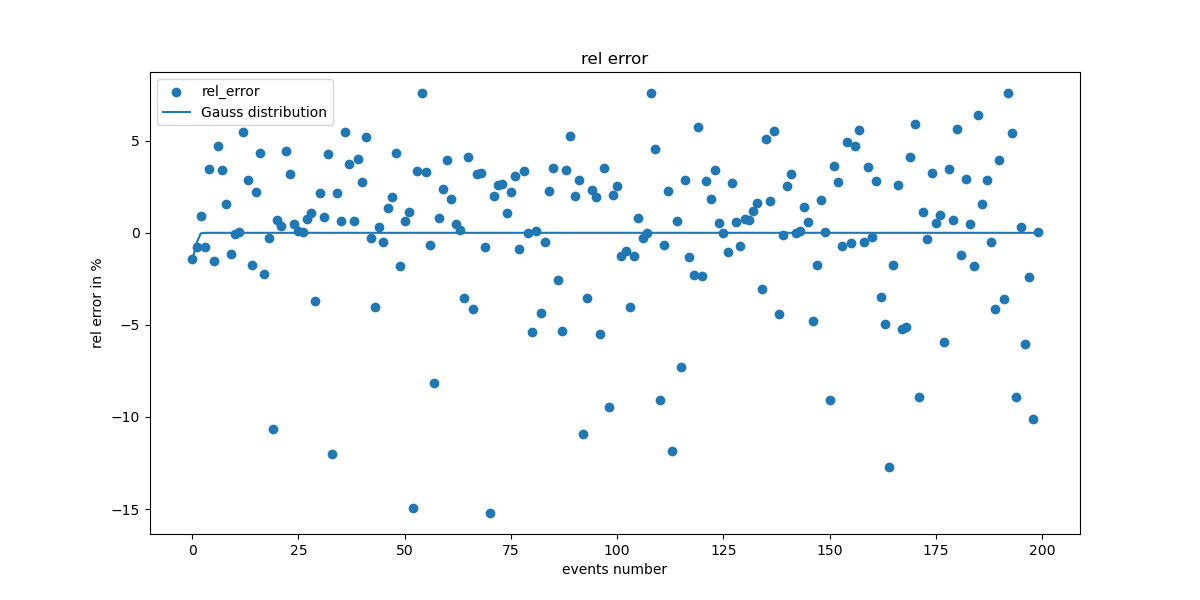 rel error
rel_error
Gauss distribution
5
0
−5
−10
−15
rel error in %
0
25
50
75
100
125
150
175
200
events number